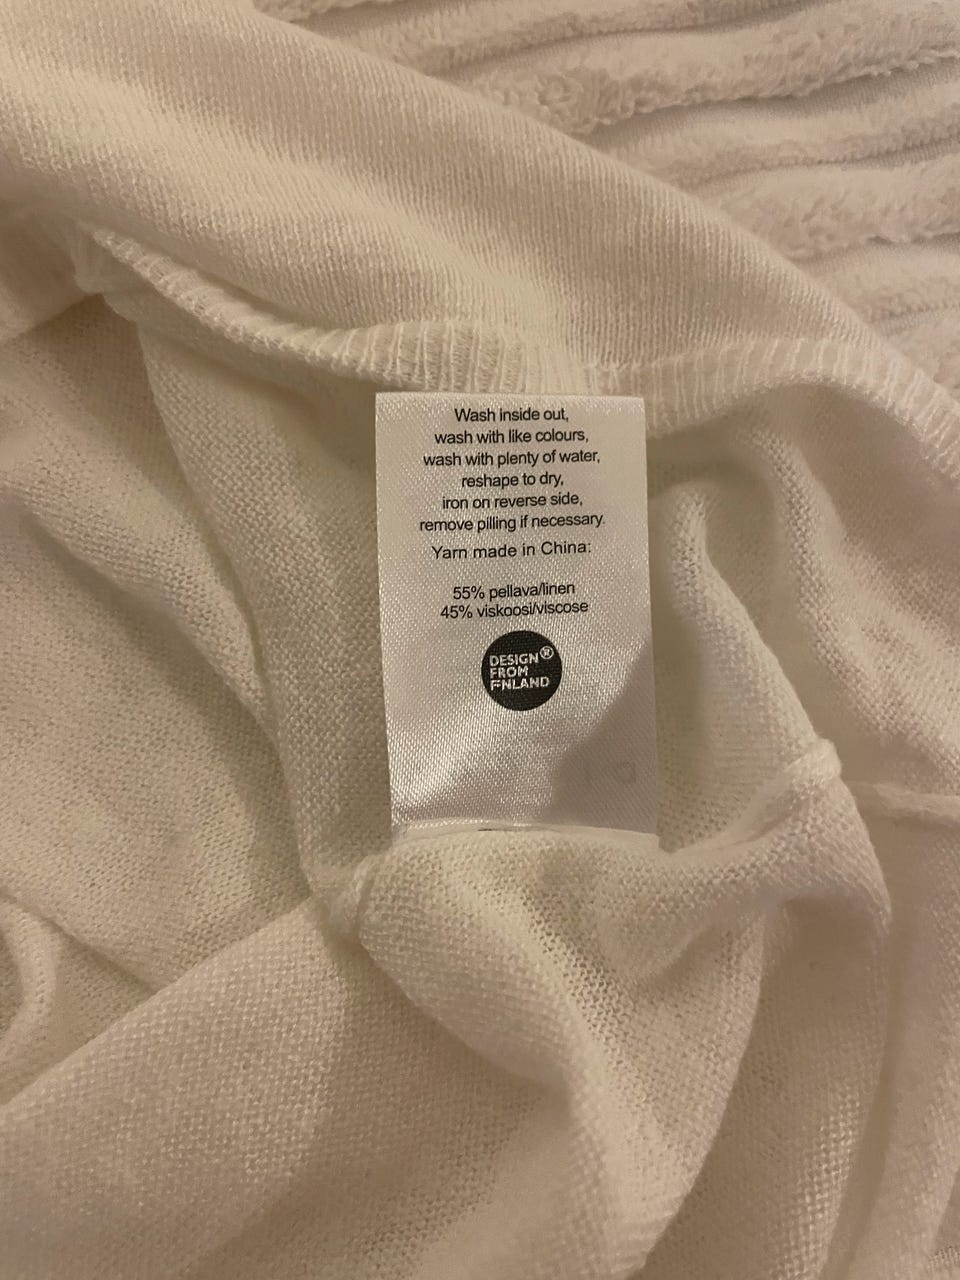 Wash inside out,
wash with like colours,
wash with plenty of water,
reshape to dry,
iron on reverse side,
remove pilling if necessary.
Yarn made in China:
55% pellava/linen
45% viskoosi/viscose
DESIGN®
FROM
FINLAND